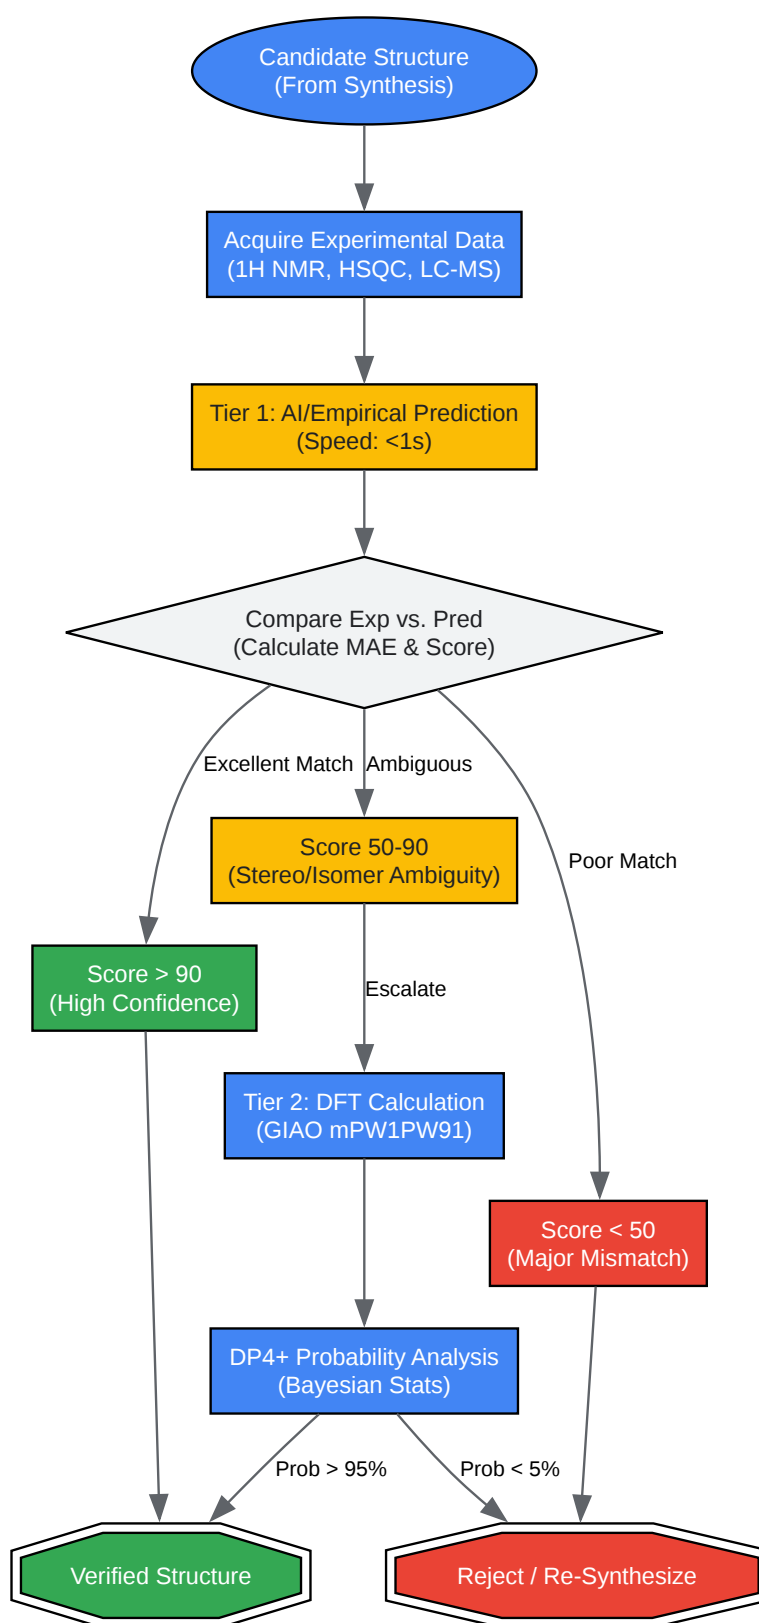 Candidate Structure
(From Synthesis)
Acquire Experimental Data
(1H NMR, HSQC, LC-MS)
Tier 1: AI/Empirical Prediction
(Speed: <1s)
Compare Exp vs. Pred
(Calculate MAE & Score)
Excellent Match
Ambiguous
Poor Match
Score 50-90
(Stereo/Isomer Ambiguity)
Score > 90
(High Confidence)
Escalate
Tier 2: DFT Calculation
(GIAO mPW1PW91)
Score < 50
(Major Mismatch)
DP4+ Probability Analysis
(Bayesian Stats)
Prob > 95%
Prob < 5%
Verified Structure
Reject / Re-Synthesize